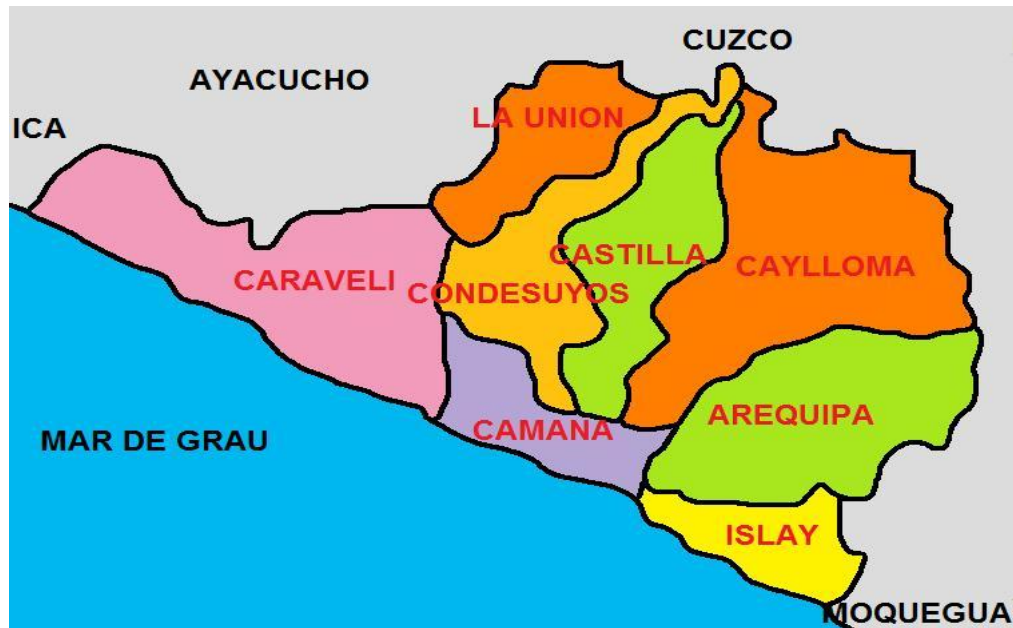 CUZCO
AYACUCHO
LA UNION
ICA
CASTILLA
CAYLLOMA
CARAVELI
CONDESUYOS
AREQUIPA
CAMANA
MAR DE GRAU
ISLAY
MOQUEGUA